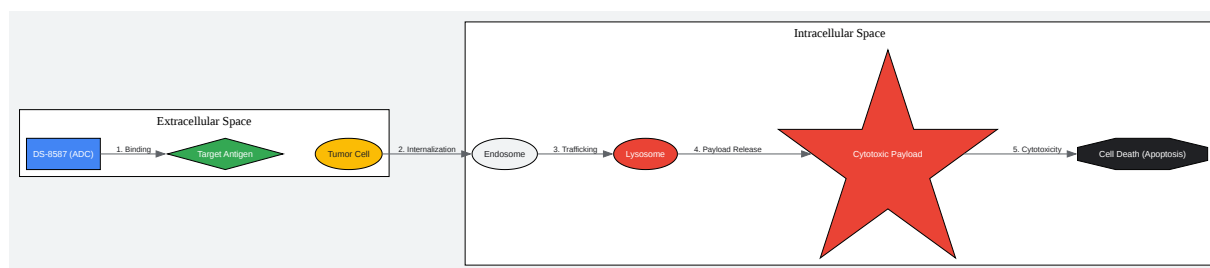 Intracellular Space
Extracellular Space
DS-8587 (ADC)
1. Binding
Target Antigen
Tumor Cell
2. Internalization
Endosome
3. Trafficking
Lysosome
4. Payload Release
Cytotoxic Payload
5. Cytotoxicity
Cell Death (Apoptosis)